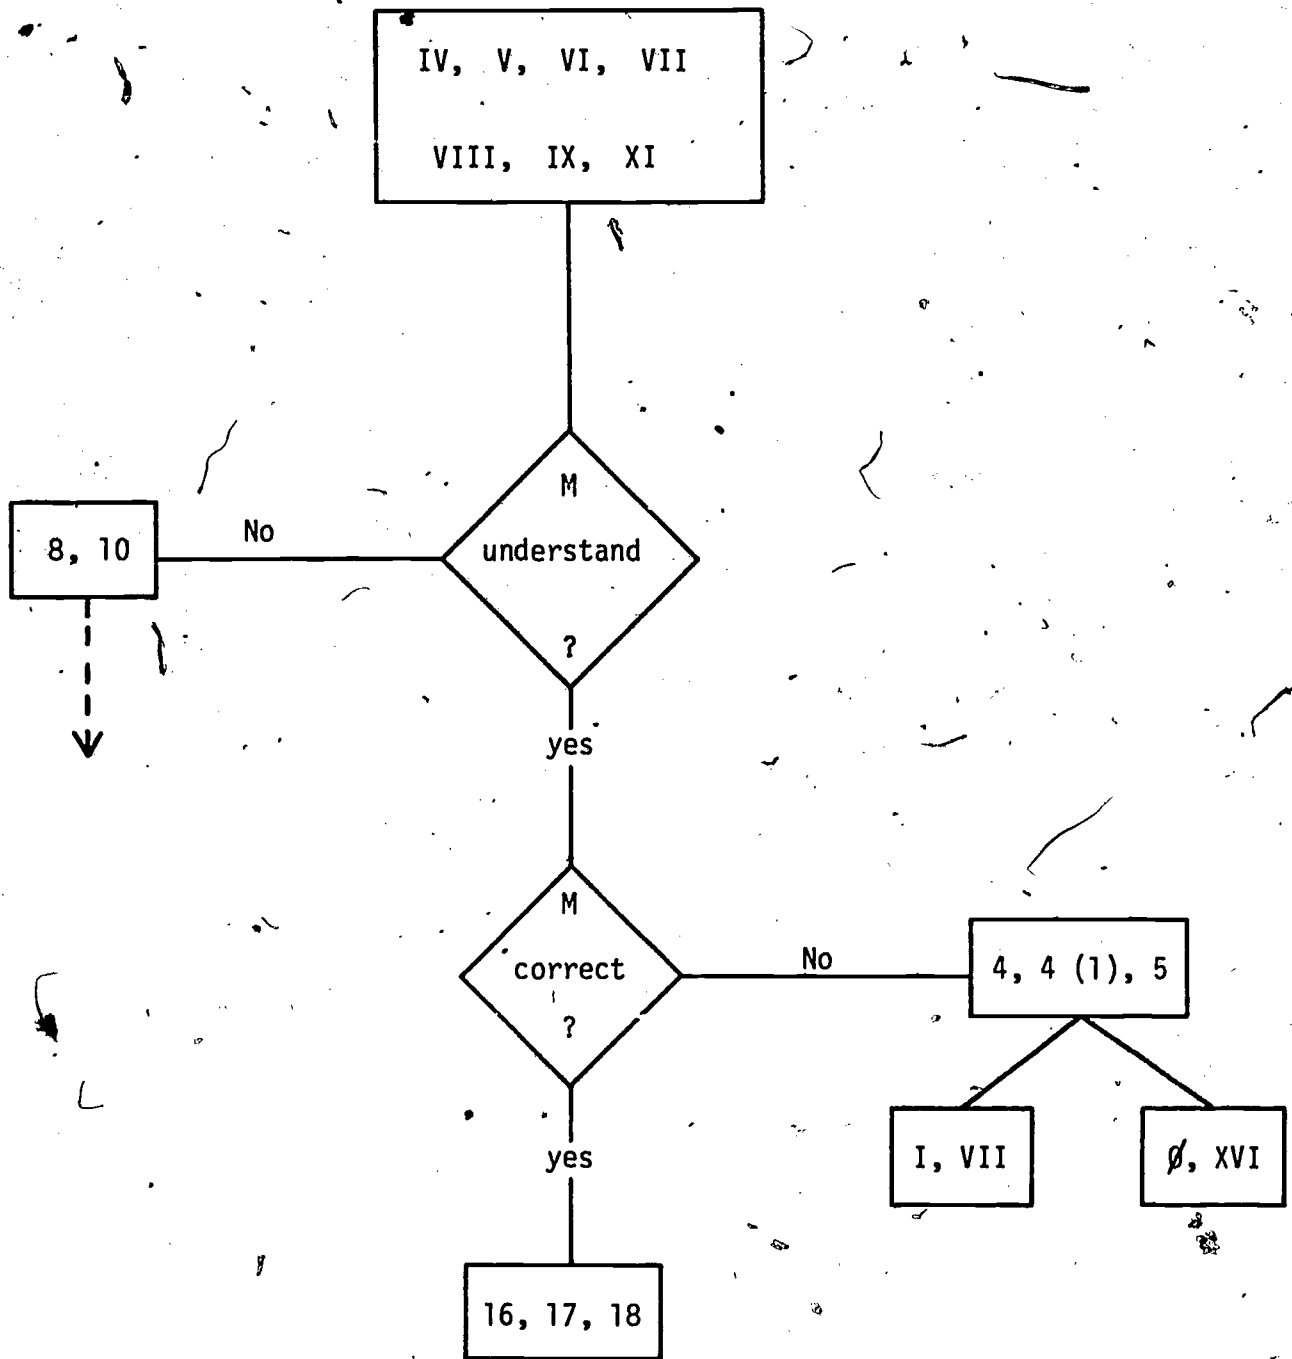 IV, V, VI, VII
VIII, IX, XI
M
understand
?
No
8, 10
yes
M
correct
?
No
4, 4 (1), 5
I, VII
Ø, XVI
yes
16, 17, 18